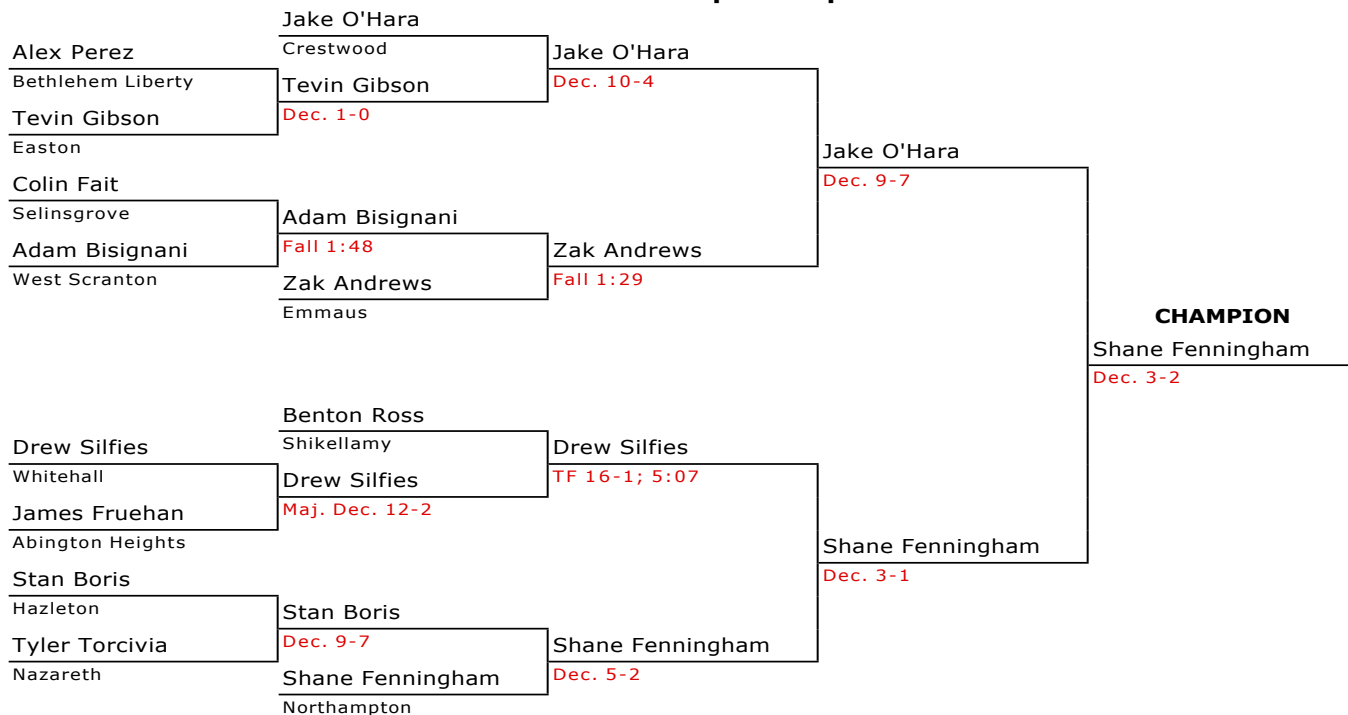 Jake O'Hara
Crestwood
Alex Perez
Bethlehem Liberty
Tevin Gibson
Easton
Tevin Gibson
Dec. 1-0
Jake O'Hara
Dec. 10-4
Colin Fait
Selinsgrove
Adam Bisignani
West Scranton
Adam Bisignani
Fall 1:48
Zak Andrews
Emmaus
Zak Andrews
Fall 1:29
Jake O'Hara
Dec. 9-7
CHAMPION
Shane Fenningham
Dec. 3-2
Benton Ross
Shikellamy
Drew Silfies
Whitehall
James Fruehan
Abington Heights
Drew Silfies
Maj. Dec. 12-2
Drew Silfies
TF 16-1; 5:07
Stan Boris
Hazleton
Tyler Torcivia
Nazareth
Stan Boris
Dec. 9-7
Shane Fenningham
Northampton
Shane Fenningham
Dec. 5-2
Shane Fenningham
Dec. 3-1